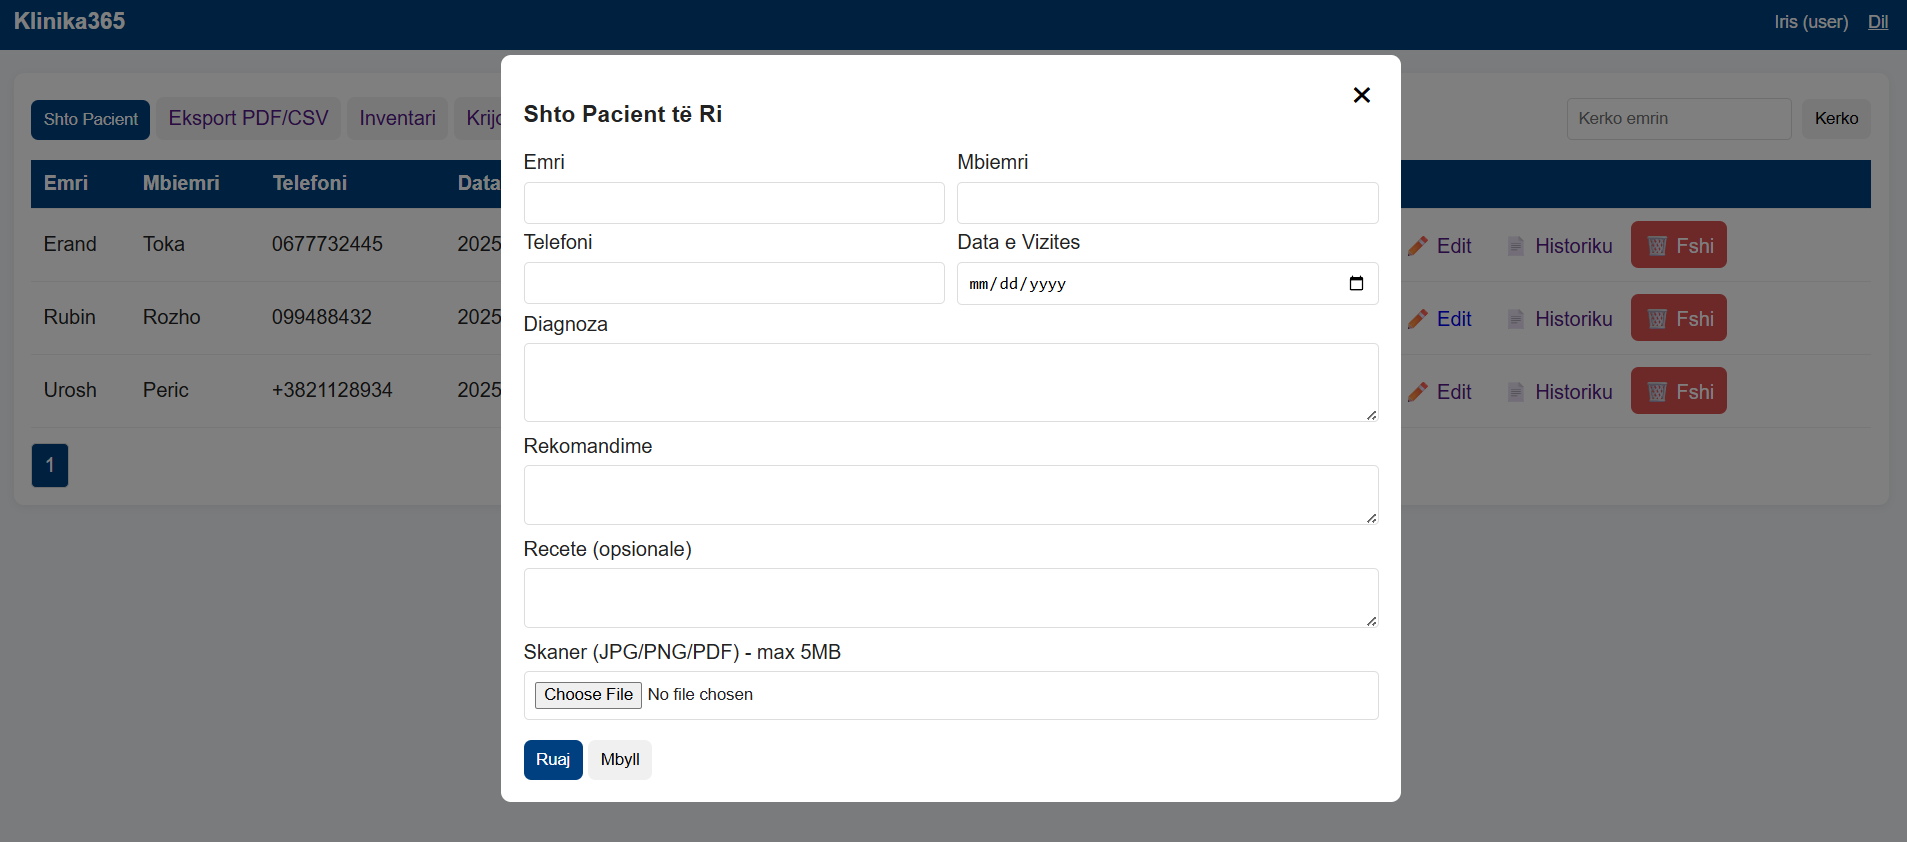 Klinika365
Iris (user) Dil
Shto Pacient Eksport PDF/CSV Inventari
Kerko emrin Kerko
Emri Mbiemri Telefoni Data
Erand Toka 0677732445 2025 Edit Historiku Fshi
Rubin Rozho 099488432 2025 Edit Historiku Fshi
Urosh Peric +3821128934 2025 Edit Historiku Fshi
1
×
Shto Pacient të Ri
Emri Mbiemri
Telefoni Data e Vizites
mm/dd/yyyy
Diagnoza
Rekomandime
Recete (opsionale)
Skaner (JPG/PNG/PDF) - max 5MB
Choose File No file chosen
Ruaj Mbyll